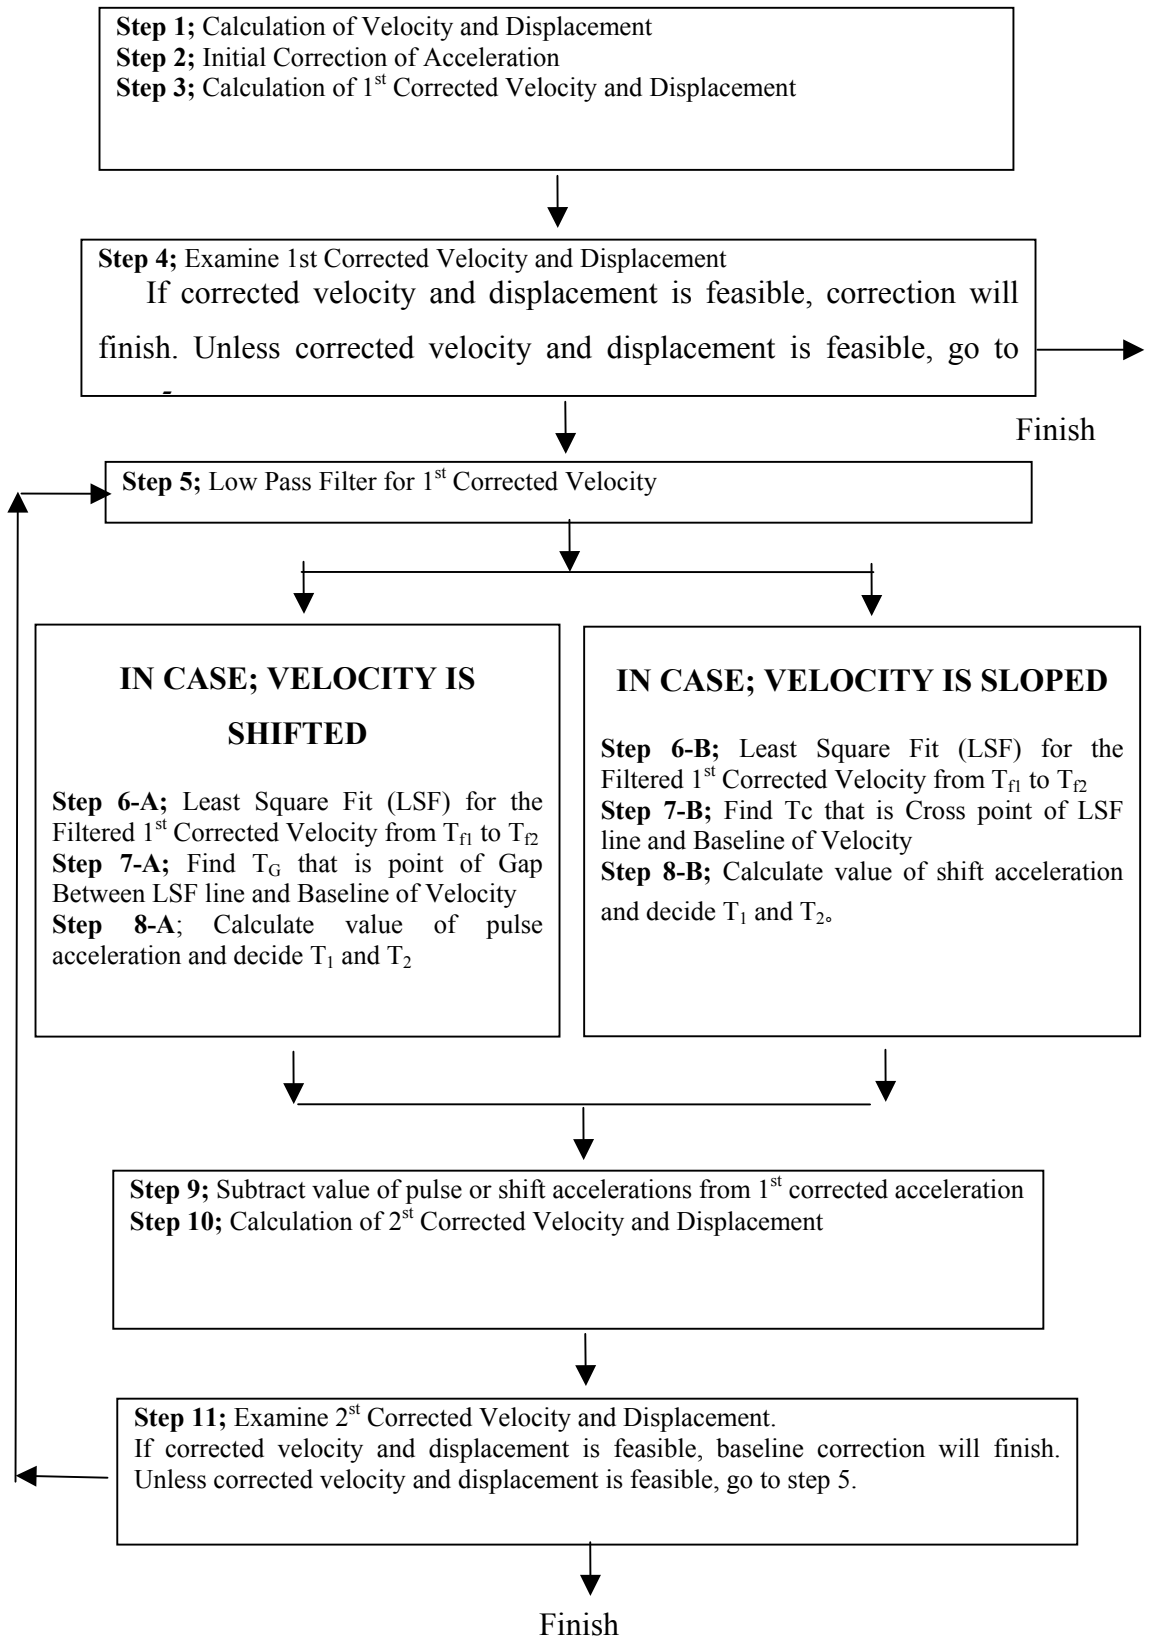 Step 1; Calculation of Velocity and Displacement
Step 2; Initial Correction of Acceleration
Step 3; Calculation of 1st Corrected Velocity and Displacement
Step 4; Examine 1st Corrected Velocity and Displacement
If corrected velocity and displacement is feasible, correction will
finish. Unless corrected velocity and displacement is feasible, go to
Finish
Step 5; Low Pass Filter for 1st Corrected Velocity
IN CASE; VELOCITY IS
SHIFTED
Step 6-A; Least Square Fit (LSF) for the
Filtered 1st Corrected Velocity from Tf1 to Tf2
Step 7-A; Find TG that is point of Gap
Between LSF line and Baseline of Velocity
Step 8-A; Calculate value of pulse
acceleration and decide T1 and T2
IN CASE; VELOCITY IS SLOPED
Step 6-B; Least Square Fit (LSF) for the
Filtered 1st Corrected Velocity from Tf1 to Tf2
Step 7-B; Find Tc that is Cross point of LSF
line and Baseline of Velocity
Step 8-B; Calculate value of shift acceleration
and decide T1 and T2。
Step 9; Subtract value of pulse or shift accelerations from 1st corrected acceleration
Step 10; Calculation of 2st Corrected Velocity and Displacement
Step 11; Examine 2st Corrected Velocity and Displacement.
If corrected velocity and displacement is feasible, baseline correction will finish.
Unless corrected velocity and displacement is feasible, go to step 5.
Finish